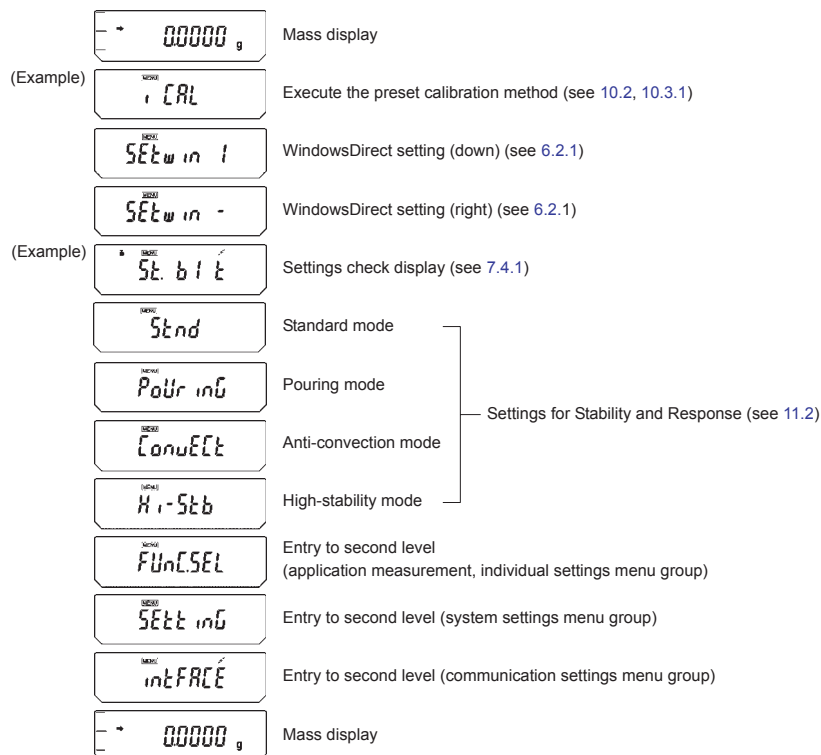 0.0000 g Mass display
(Example)
MENU
i CAL Execute the preset calibration method (see 10.2, 10.3.1)
MENU
SEtwin | WindowsDirect setting (down) (see 6.2.1)
MENU
SEtwin - WindowsDirect setting (right) (see 6.2.1)
(Example)
MENU
St. b1 t Settings check display (see 7.4.1)
MENU
Stnd Standard mode
MENU
PoUr inG Pouring mode
Settings for Stability and Response (see 11.2)
MENU
ConvECt Anti-convection mode
MENU
Hi-Stb High-stability mode
MENU
FUnC.SEL Entry to second level
(application measurement, individual settings menu group)
MENU
SEtt inG Entry to second level (system settings menu group)
MENU
intFACE Entry to second level (communication settings menu group)
0.0000 g Mass display